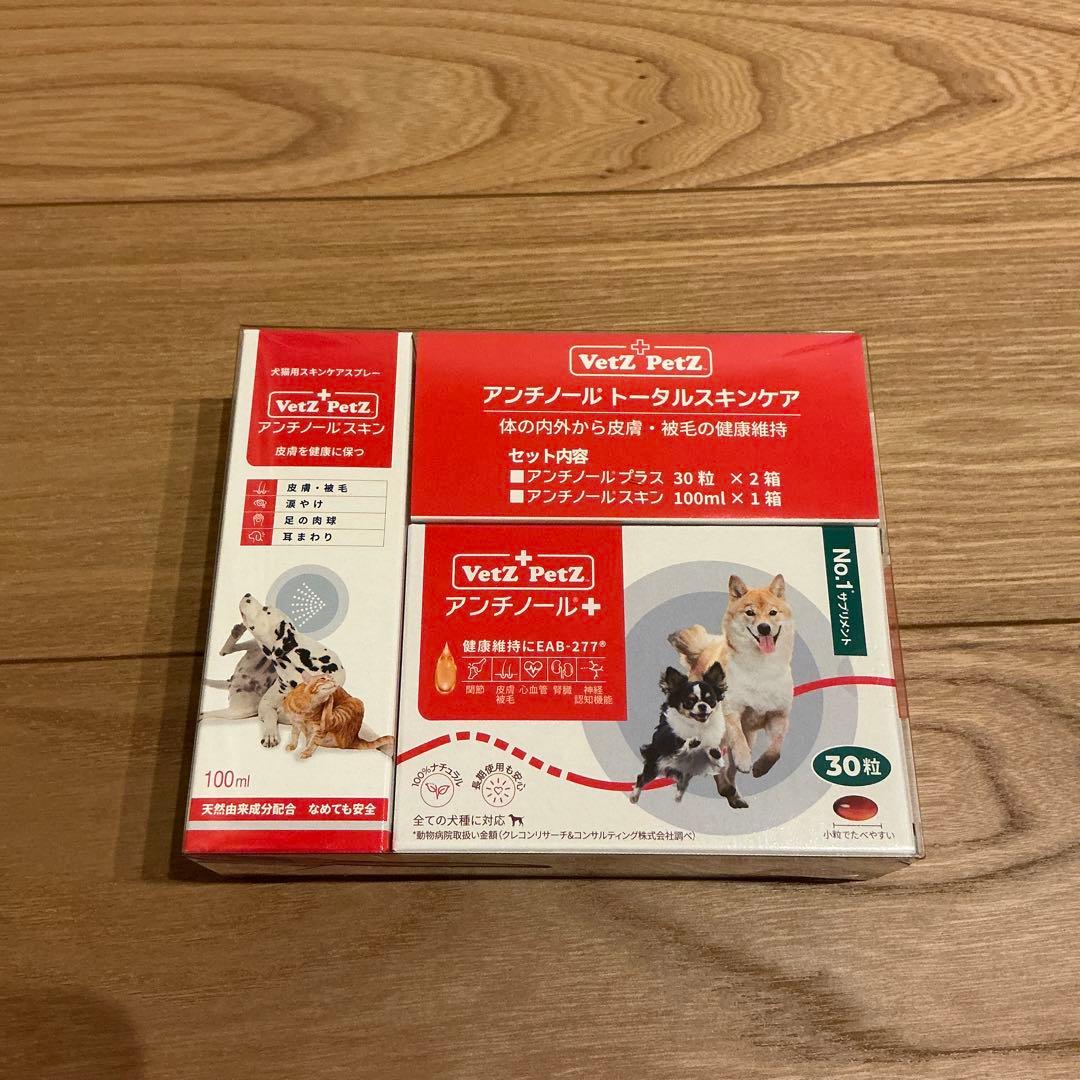 犬猫用スキンケアスプレー
VetZ PetZ
アンチノール スキン
皮膚を健康に保つ
皮膚・被毛
涙やけ
足の肉球
耳まわり
100ml
天然由来成分配合 なめても安全
VetZ PetZ
アンチノール® トータルスキンケア
体の内外から皮膚・被毛の健康維持
セット内容
■アンチノール®プラス 30粒 ×2箱
■アンチノール®スキン 100ml×1箱
VetZ PetZ
アンチノール®+
健康維持にEAB-277®
関節
皮膚
被毛
心血管
腎臓
神経
認知機能
No.1*サプリメント
100%ナチュラル
長期使用も安心
全ての犬種に対応
*動物病院取扱い金額(クレコンリサーチ&コンサルティング株式会社調べ)
30粒
小粒でたべやすい